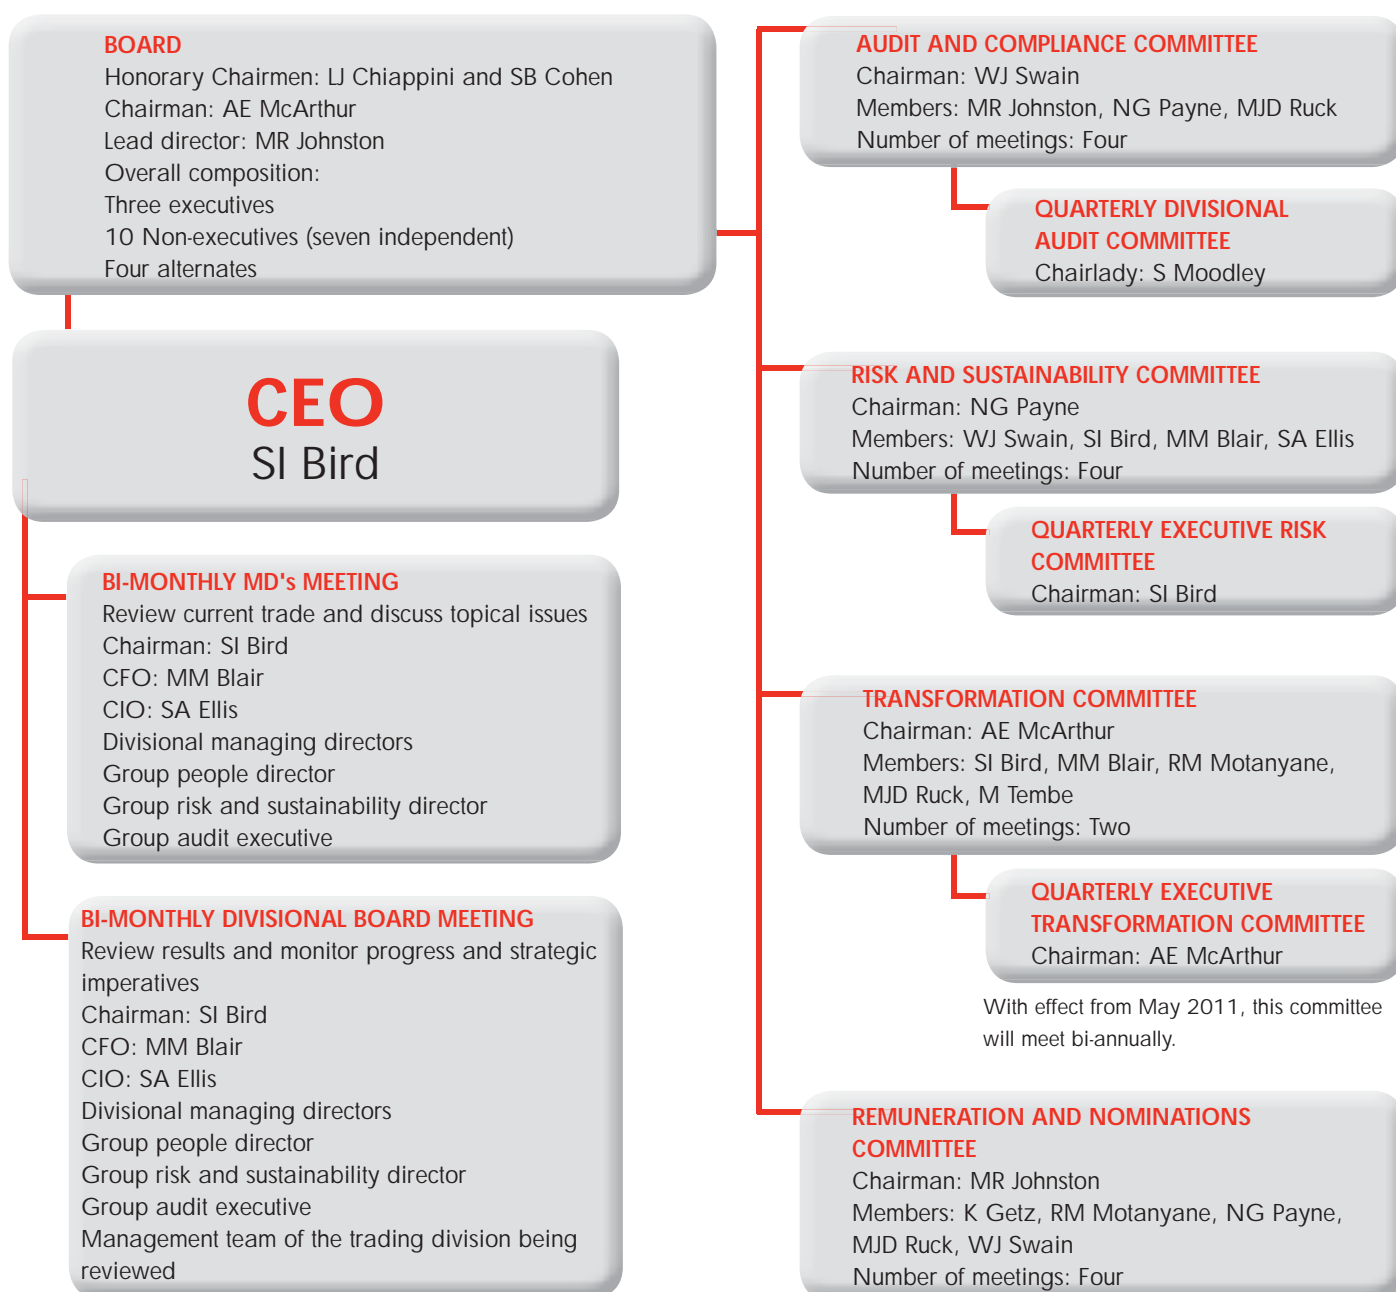 BOARD
Honorary Chairmen: LJ Chiappini and SB Cohen
Chairman: AE McArthur
Lead director: MR Johnston
Overall composition:
Three executives
10 Non-executives (seven independent)
Four alternates
CEO
SI Bird
BI-MONTHLY MD's MEETING
Review current trade and discuss topical issues
Chairman: SI Bird
CFO: MM Blair
CIO: SA Ellis
Divisional managing directors
Group people director
Group risk and sustainability director
Group audit executive
BI-MONTHLY DIVISIONAL BOARD MEETING
Review results and monitor progress and strategic
imperatives
Chairman: SI Bird
CFO: MM Blair
CIO: SA Ellis
Divisional managing directors
Group people director
Group risk and sustainability director
Group audit executive
Management team of the trading division being
reviewed
AUDIT AND COMPLIANCE COMMITTEE
Chairman: WJ Swain
Members: MR Johnston, NG Payne, MJD Ruck
Number of meetings: Four
QUARTERLY DIVISIONAL
AUDIT COMMITTEE
Chairlady: S Moodley
RISK AND SUSTAINABILITY COMMITTEE
Chairman: NG Payne
Members: WJ Swain, SI Bird, MM Blair, SA Ellis
Number of meetings: Four
QUARTERLY EXECUTIVE RISK
COMMITTEE
Chairman: SI Bird
TRANSFORMATION COMMITTEE
Chairman: AE McArthur
Members: SI Bird, MM Blair, RM Motanyane,
MJD Ruck, M Tembe
Number of meetings: Two
QUARTERLY EXECUTIVE
TRANSFORMATION COMMITTEE
Chairman: AE McArthur
With effect from May 2011, this committee
will meet bi-annually.
REMUNERATION AND NOMINATIONS
COMMITTEE
Chairman: MR Johnston
Members: K Getz, RM Motanyane, NG Payne,
MJD Ruck, WJ Swain
Number of meetings: Four